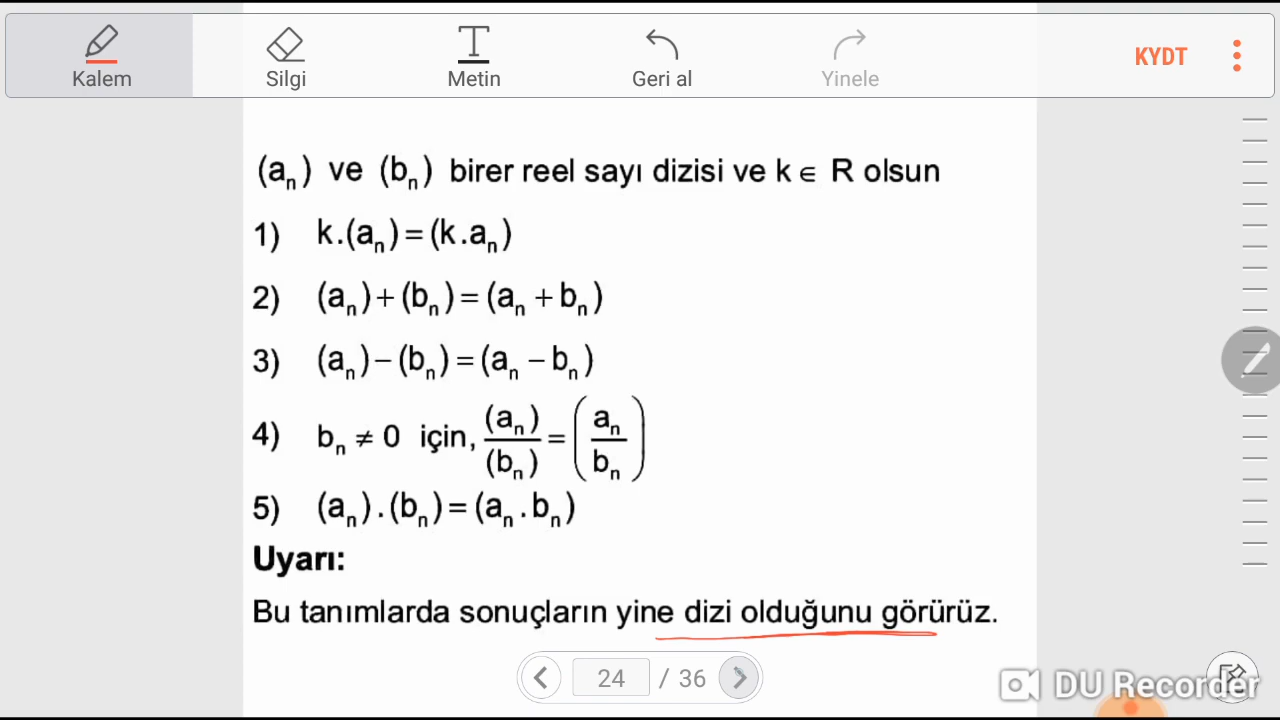 Kalem Silgi Metin Geri al Yinele KYDT
(aₙ) ve (bₙ) birer reel sayı dizisi ve k ∈ R olsun
1) k.(aₙ) = (k.aₙ)
2) (aₙ) + (bₙ) = (aₙ + bₙ)
3) (aₙ) − (bₙ) = (aₙ − bₙ)
4) bₙ ≠ 0 için, (aₙ)/(bₙ) = (aₙ/bₙ)
5) (aₙ).(bₙ) = (aₙ.bₙ)
Uyarı:
Bu tanımlarda sonuçların yine dizi olduğunu görürüz.
24 / 36
DU Recorder